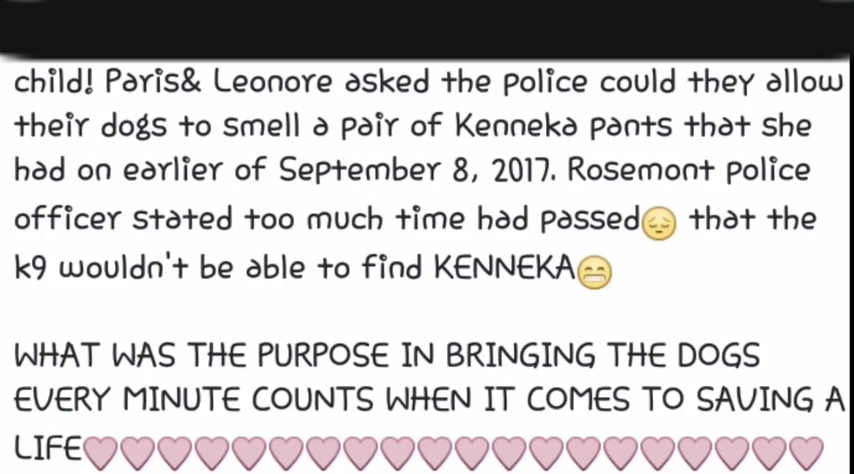 child! Paris& Leonore asked the police could they allow
their dogs to smell a pair of Kenneka pants that she
had on earlier of September 8, 2017. Rosemont police
officer stated too much time had passed😔 that the
k9 wouldn't be able to find KENNEKA😁
WHAT WAS THE PURPOSE IN BRINGING THE DOGS
EVERY MINUTE COUNTS WHEN IT COMES TO SAVING A
LIFE♥♥♥♥♥♥♥♥♥♥♥♥♥♥♥♥♥♥♥♥